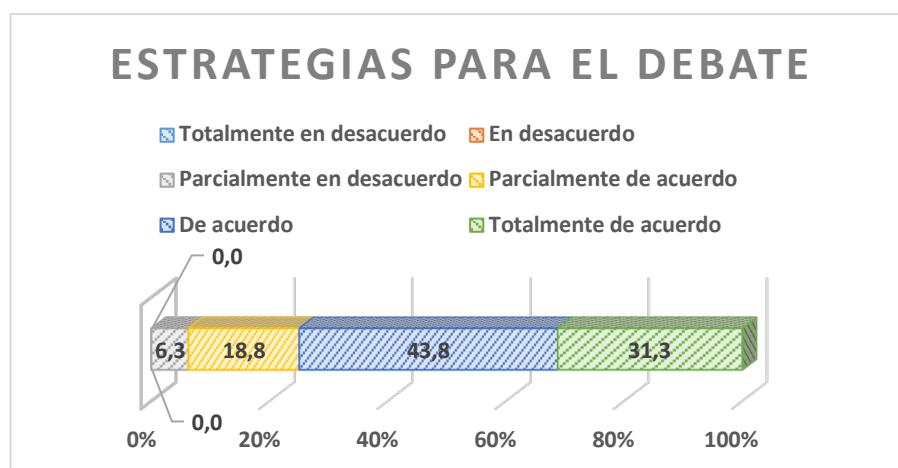 ESTRATEGIAS PARA EL DEBATE
Totalmente en desacuerdo En desacuerdo
Parcialmente en desacuerdo Parcialmente de acuerdo
De acuerdo Totalmente de acuerdo
0,0
6,3 18,8 43,8 31,3
0,0
0% 20% 40% 60% 80% 100%